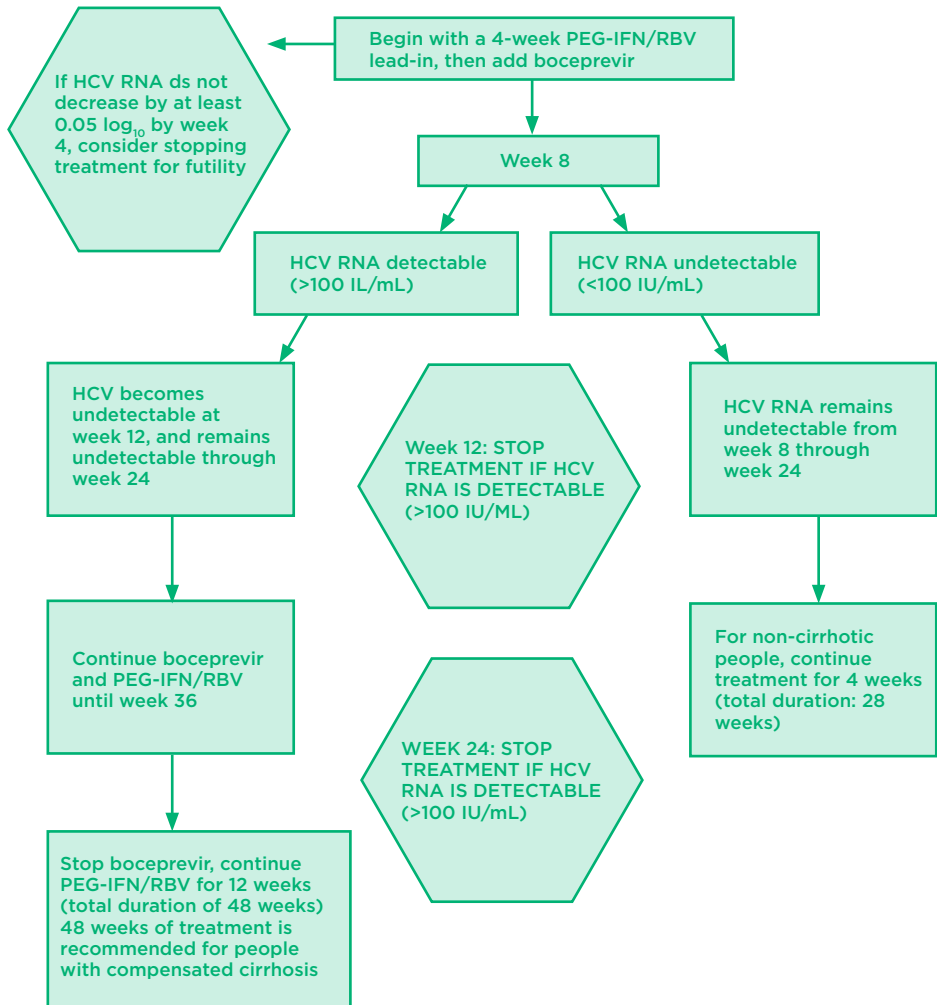 Begin with a 4-week PEG-IFN/RBV
lead-in, then add boceprevir
If HCV RNA ds not
decrease by at least
0.05 log₁₀ by week
4, consider stopping
treatment for futility
Week 8
HCV RNA detectable
(>100 IL/mL)
HCV RNA undetectable
(<100 IU/mL)
HCV becomes
undetectable at
week 12, and remains
undetectable through
week 24
Week 12: STOP
TREATMENT IF HCV
RNA IS DETECTABLE
(>100 IU/ML)
HCV RNA remains
undetectable from
week 8 through
week 24
Continue boceprevir
and PEG-IFN/RBV
until week 36
For non-cirrhotic
people, continue
treatment for 4 weeks
(total duration: 28
weeks)
WEEK 24: STOP
TREATMENT IF HCV
RNA IS DETECTABLE
(>100 IU/mL)
Stop boceprevir, continue
PEG-IFN/RBV for 12 weeks
(total duration of 48 weeks)
48 weeks of treatment is
recommended for people
with compensated cirrhosis